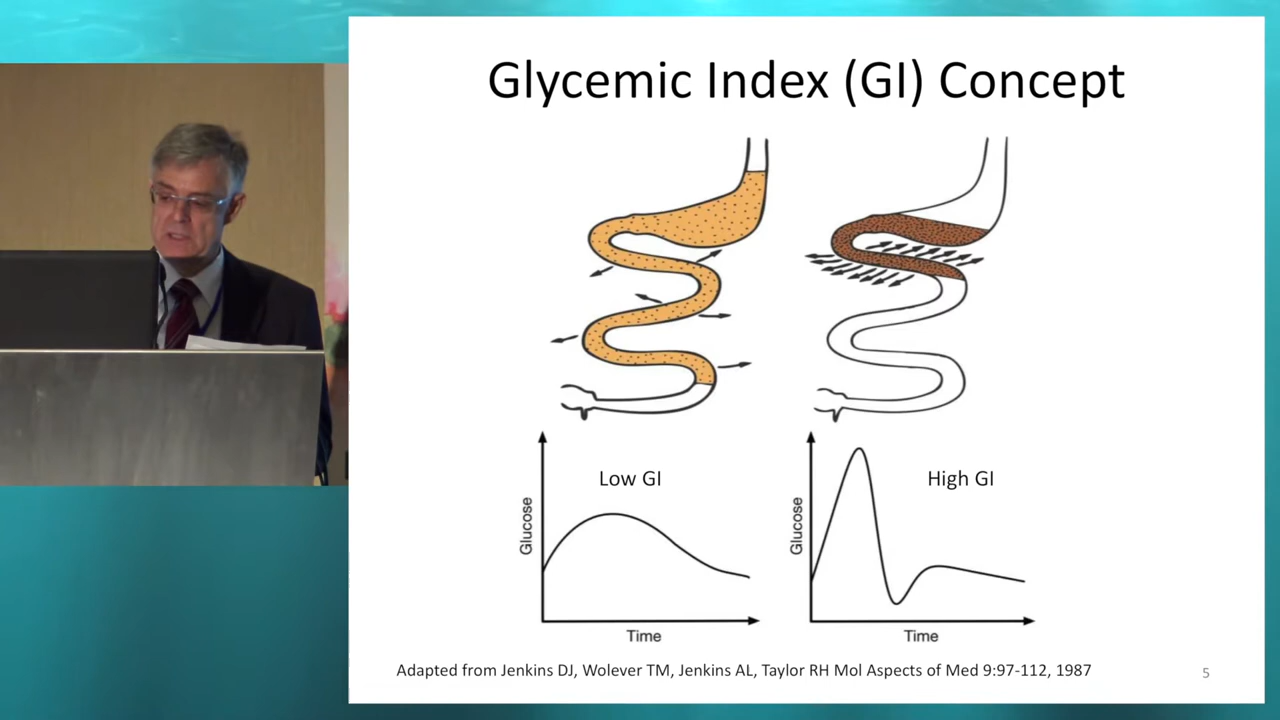 Glycemic Index (GI) Concept
Low GI
High GI
Glucose
Glucose
Time
Time
Adapted from Jenkins DJ, Wolever TM, Jenkins AL, Taylor RH Mol Aspects of Med 9:97-112, 1987
5